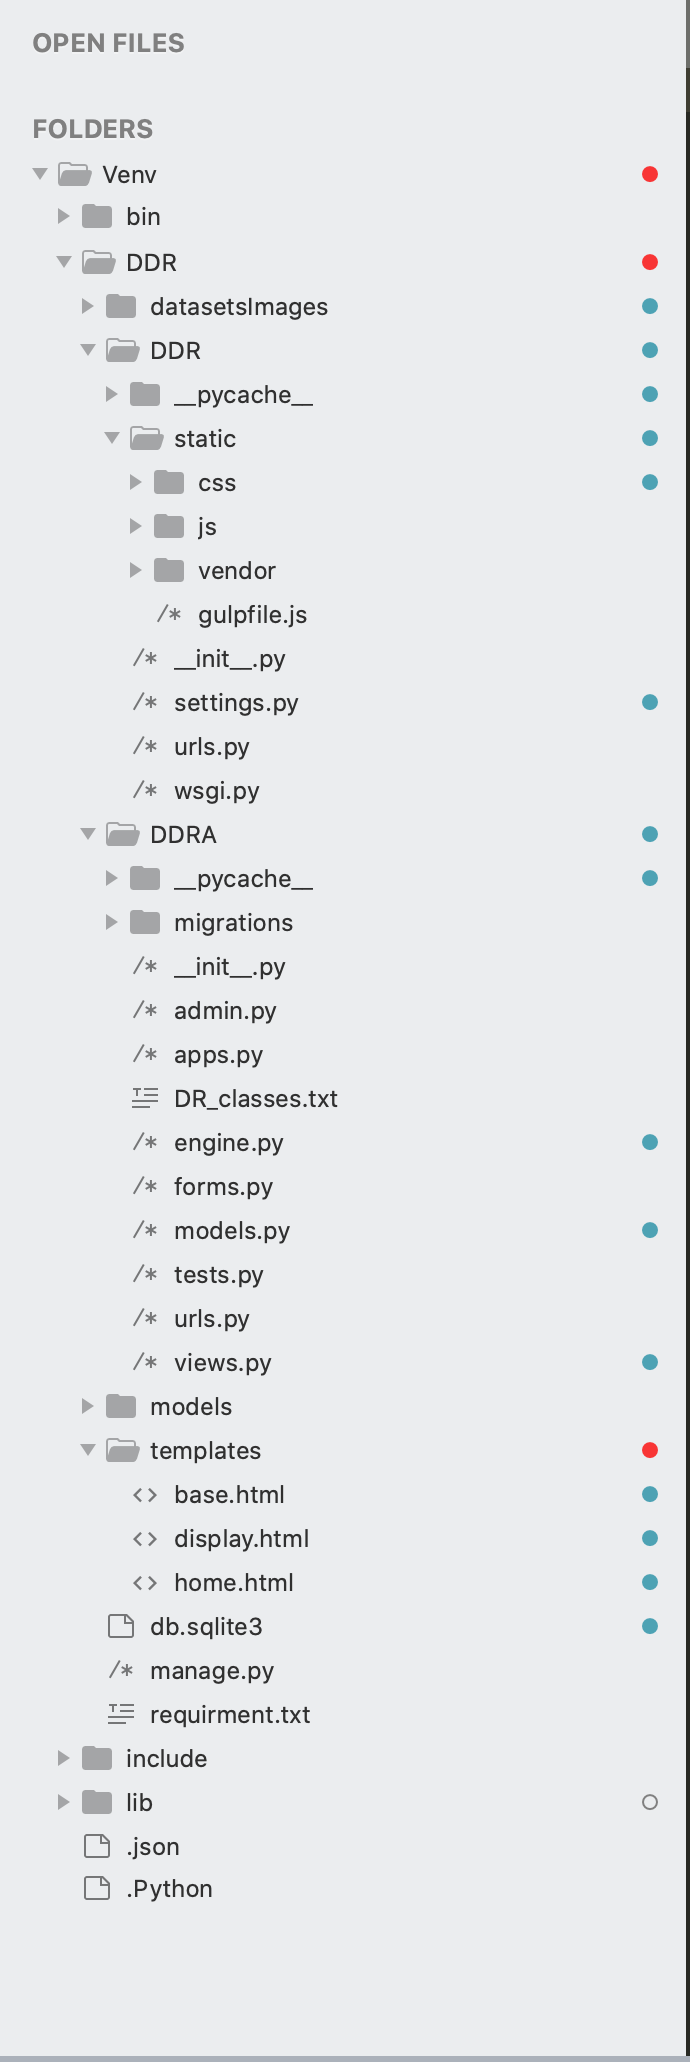 OPEN FILES
FOLDERS
Venv
bin
DDR
datasetsImages
DDR
__pycache__
static
css
js
vendor
/* gulpfile.js
/* __init__.py
/* settings.py
/* urls.py
/* wsgi.py
DDRA
__pycache__
migrations
/* __init__.py
/* admin.py
/* apps.py
DR_classes.txt
/* engine.py
/* forms.py
/* models.py
/* tests.py
/* urls.py
/* views.py
models
templates
<> base.html
<> display.html
<> home.html
db.sqlite3
/* manage.py
requirment.txt
include
lib
.json
.Python